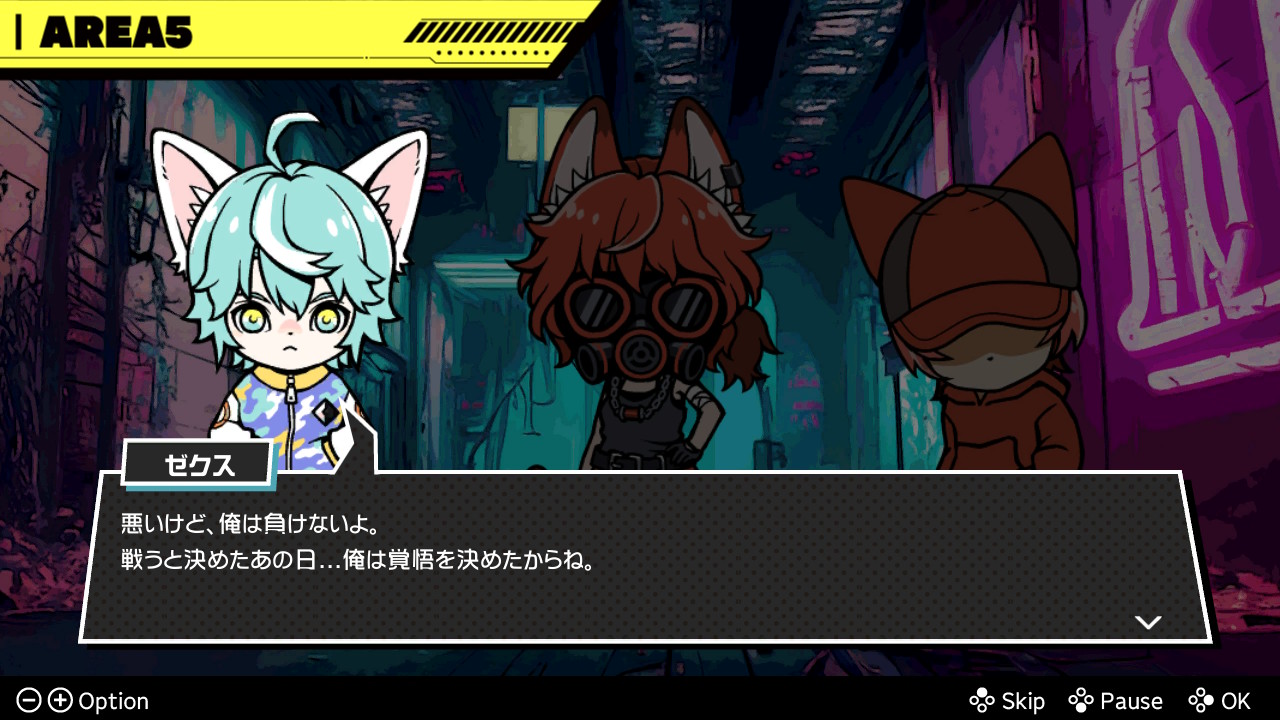 AREA5
ゼクス
悪いけど、俺は負けないよ。
戦うと決めたあの日...俺は覚悟を決めたからね。
Option
Skip
Pause
OK